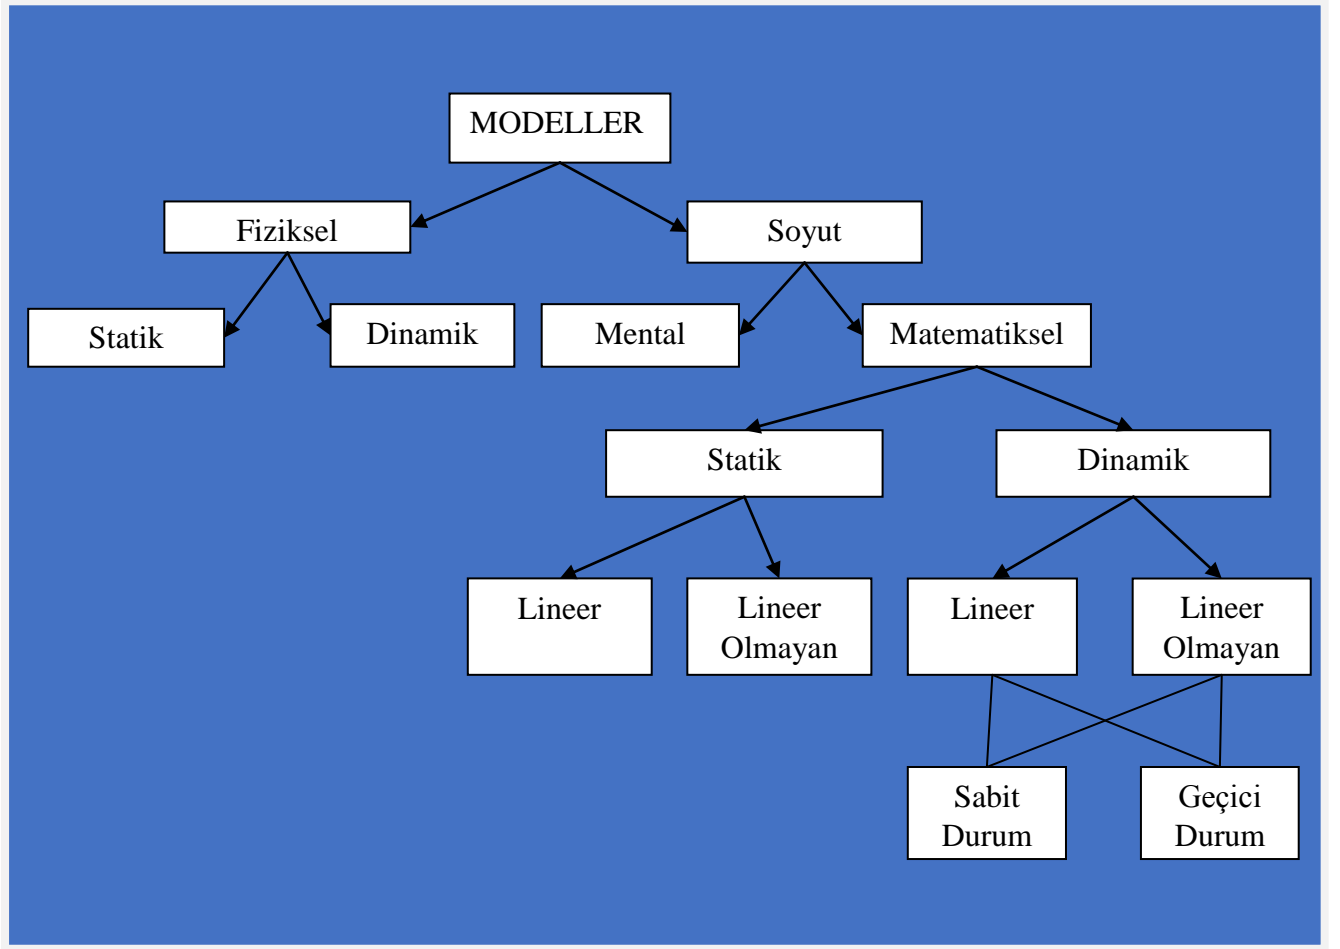 MODELLER
Fiziksel
Soyut
Statik
Dinamik
Mental
Matematiksel
Statik
Dinamik
Lineer
Lineer
Olmayan
Lineer
Lineer
Olmayan
Sabit
Durum
Geçici
Durum